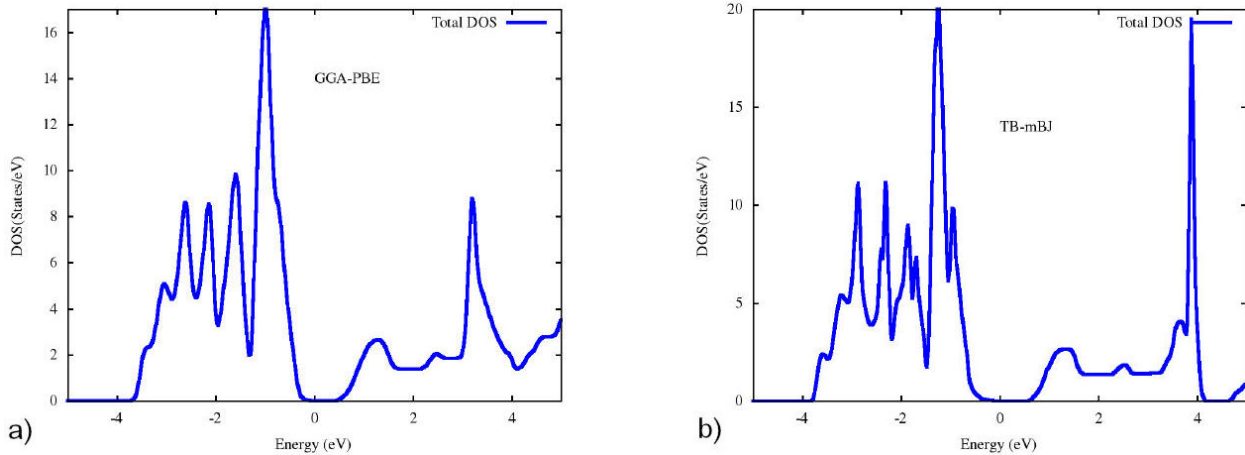 Total DOS
GGA-PBE
DOS(States/eV)
16
14
12
10
8
6
4
2
0
-4
-2
0
2
4
Energy (eV)
a)
Total DOS
TB-mBJ
DOS(States/eV)
20
15
10
5
0
-4
-2
0
2
4
Energy (eV)
b)